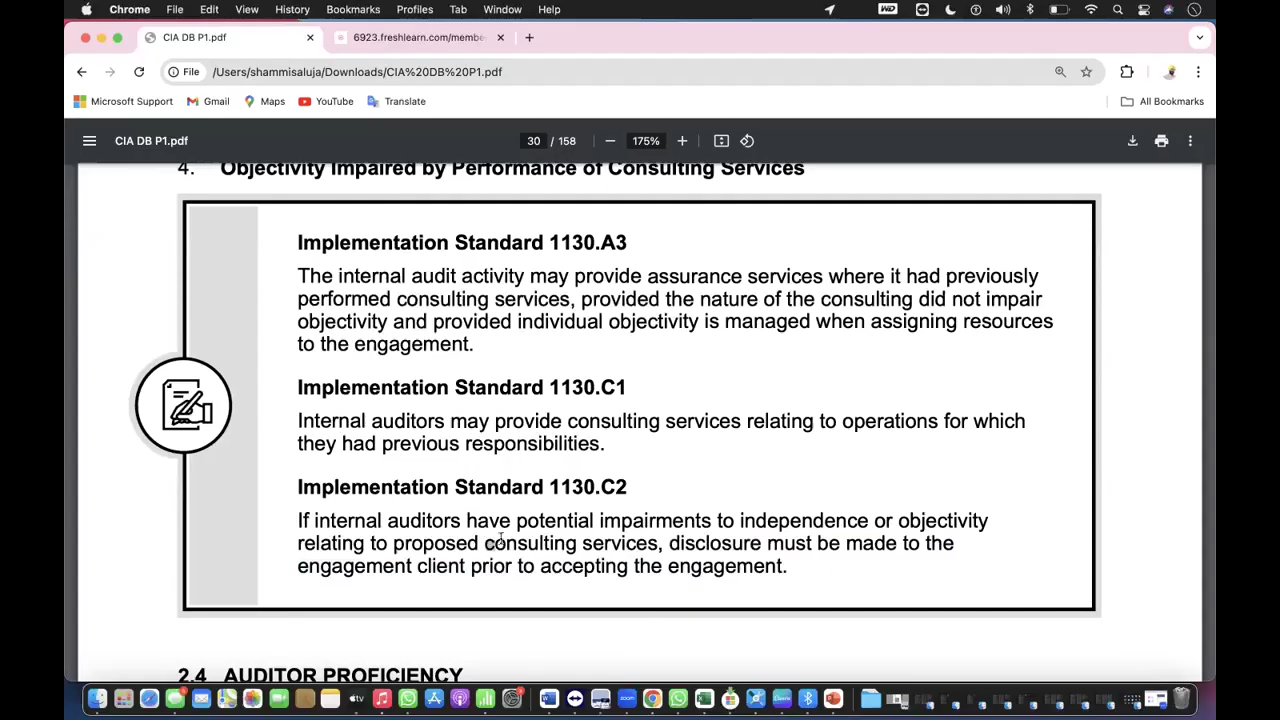 Chrome File Edit View History Bookmarks Profiles Tab Window Help
CIA DB P1.pdf
6923.freshlearn.com/membe
File /Users/shammisaluja/Downloads/CIA%20DB%20P1.pdf
Microsoft Support Gmail Maps YouTube Translate All Bookmarks
CIA DB P1.pdf 30 / 158 175%
4. Objectivity Impaired by Performance of Consulting Services
Implementation Standard 1130.A3
The internal audit activity may provide assurance services where it had previously
performed consulting services, provided the nature of the consulting did not impair
objectivity and provided individual objectivity is managed when assigning resources
to the engagement.
Implementation Standard 1130.C1
Internal auditors may provide consulting services relating to operations for which
they had previous responsibilities.
Implementation Standard 1130.C2
If internal auditors have potential impairments to independence or objectivity
relating to proposed consulting services, disclosure must be made to the
engagement client prior to accepting the engagement.
2.4 AUDITOR PROFICIENCY